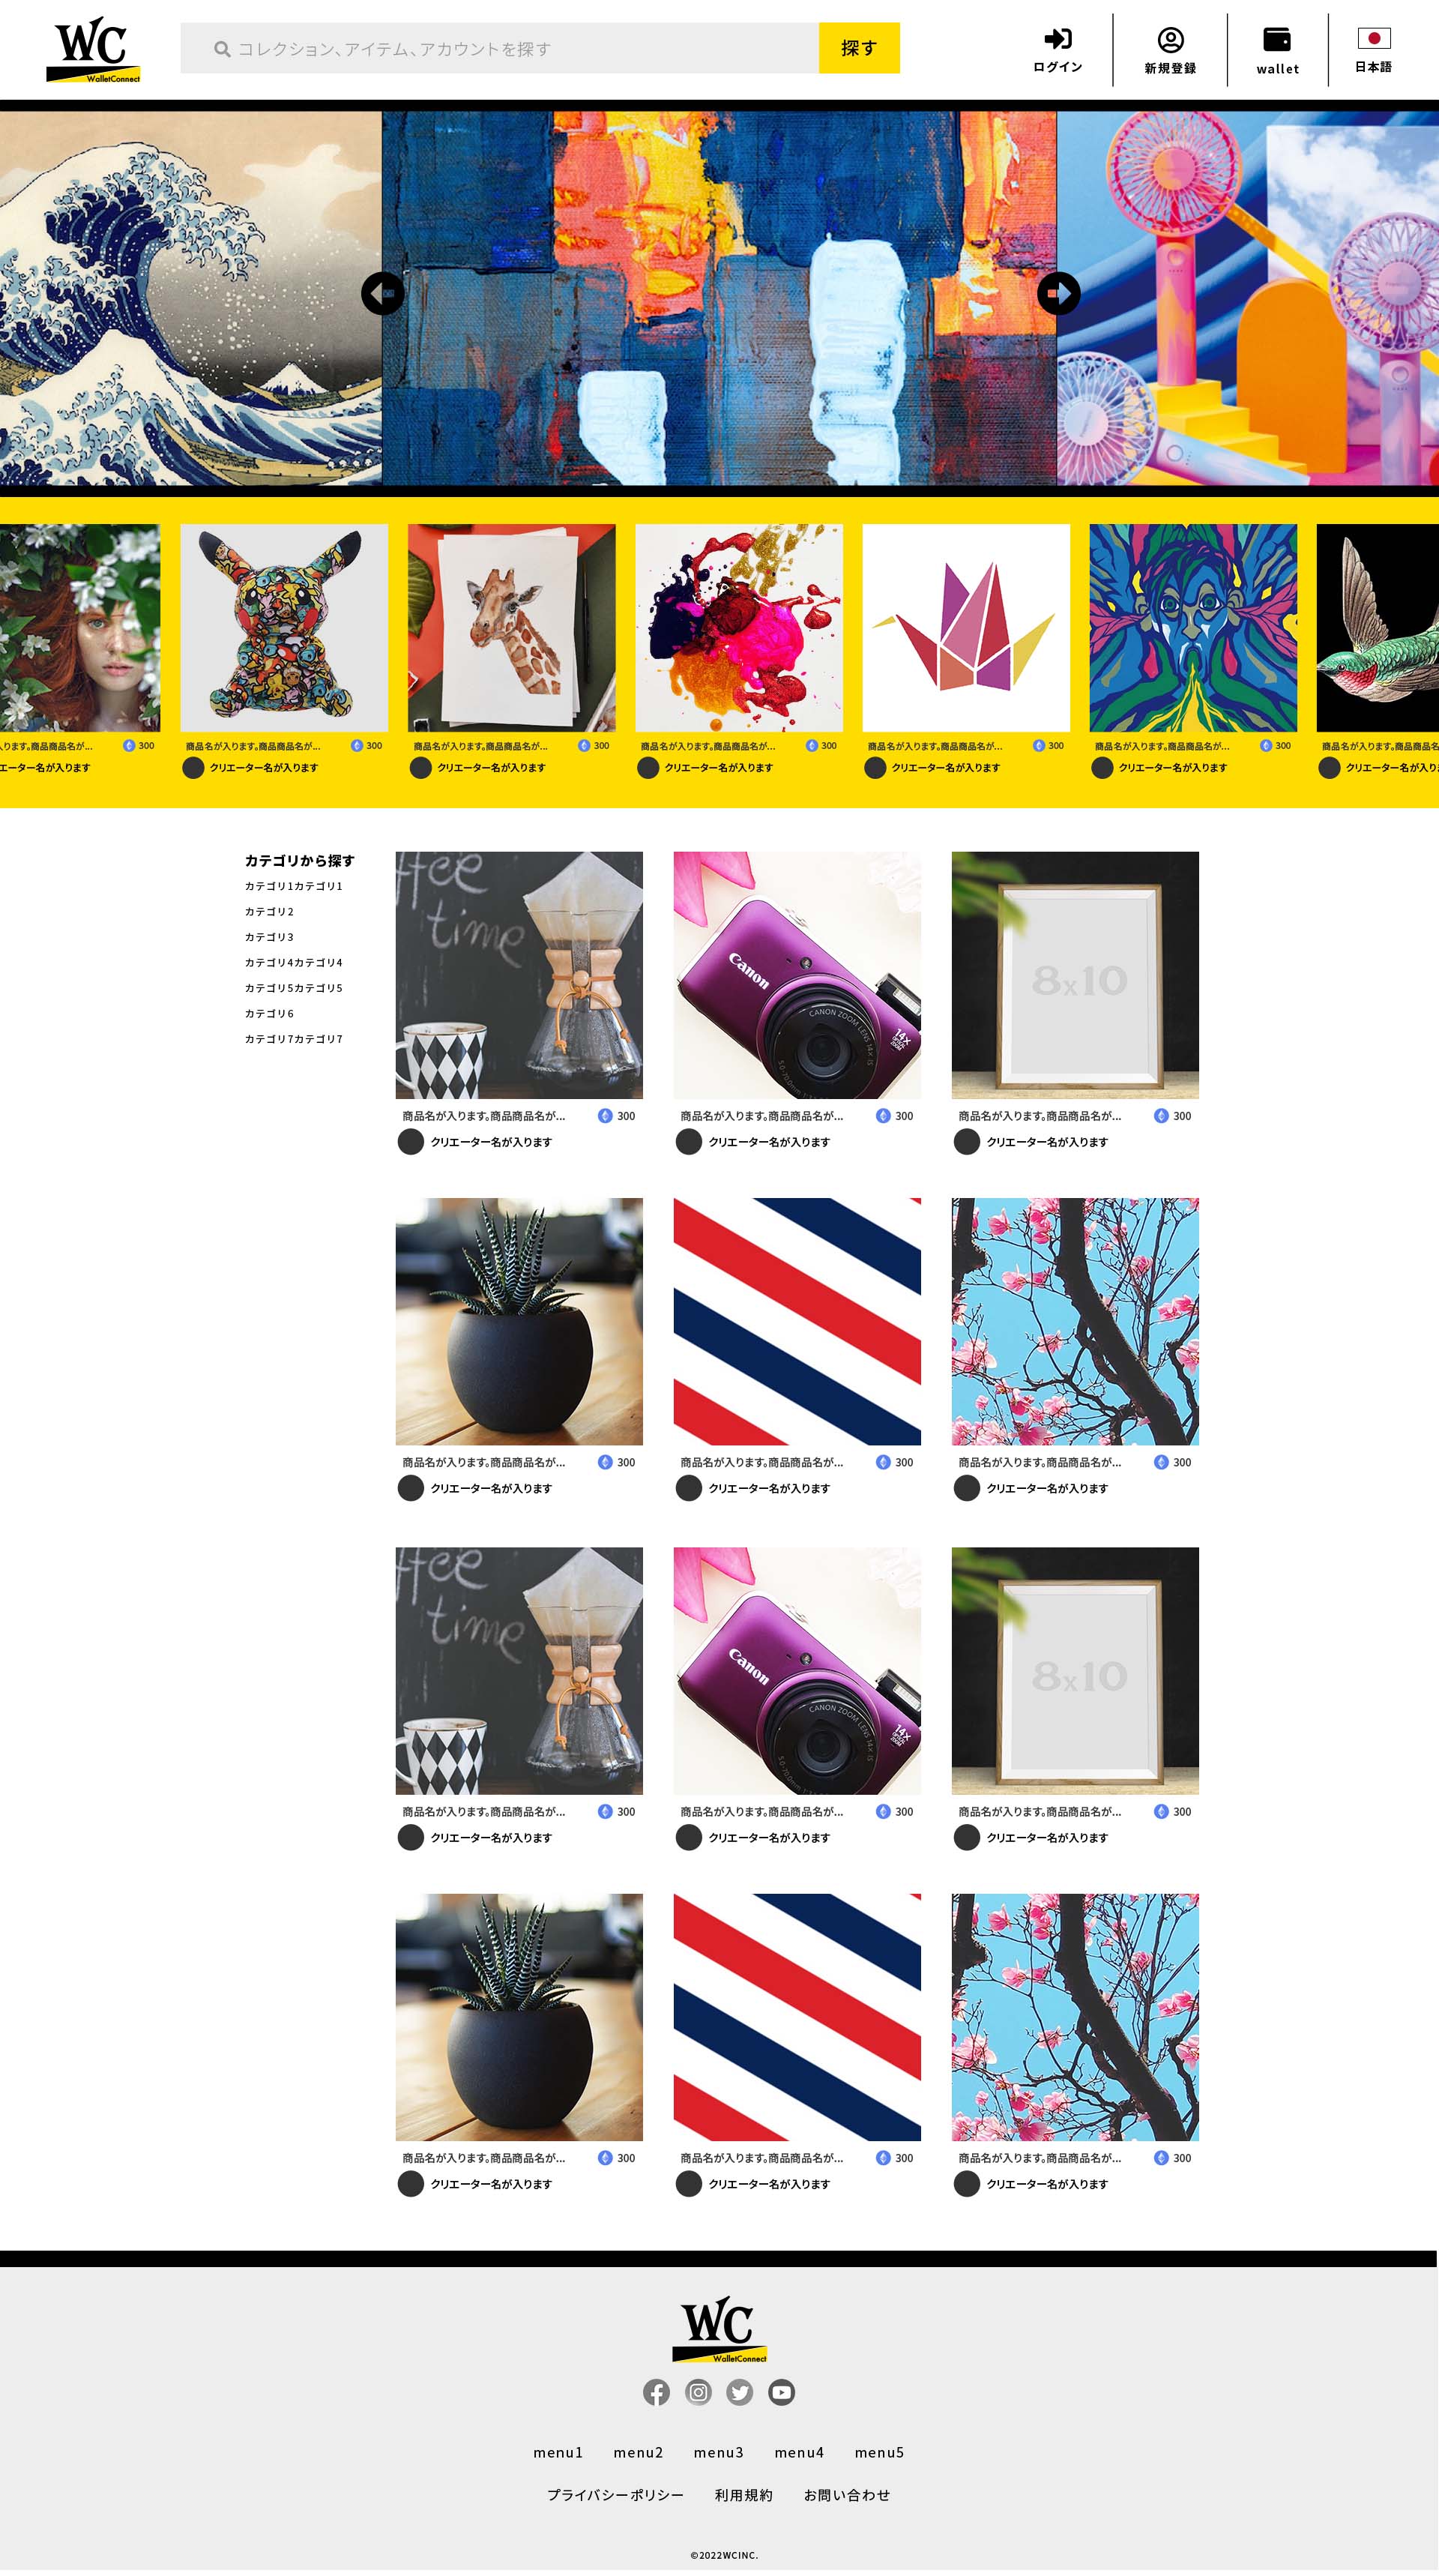 WC
WalletConnect
コレクション、アイテム、アカウントを探す
探す
ログイン
新規登録
wallet
日本語
入ります。商品商品名が... 300
商品名が入ります。商品商品名が... 300
商品名が入ります。商品商品名が... 300
商品名が入ります。商品商品名が... 300
商品名が入ります。商品商品名が... 300
商品名が入ります。商品商品名が... 300
商品名が入ります。商品商品名
エーター名が入ります
クリエーター名が入ります
クリエーター名が入ります
クリエーター名が入ります
クリエーター名が入ります
クリエーター名が入ります
クリエーター名が入り
カテゴリから探す
カテゴリ1カテゴリ1
カテゴリ2
カテゴリ3
カテゴリ4カテゴリ4
カテゴリ5カテゴリ5
カテゴリ6
カテゴリ7カテゴリ7
ffee
time
Canon
CANON ZOOM LENS 14X IS
14X
8x10
商品名が入ります。商品商品名が... 300
商品名が入ります。商品商品名が... 300
商品名が入ります。商品商品名が... 300
クリエーター名が入ります
クリエーター名が入ります
クリエーター名が入ります
商品名が入ります。商品商品名が... 300
商品名が入ります。商品商品名が... 300
商品名が入ります。商品商品名が... 300
クリエーター名が入ります
クリエーター名が入ります
クリエーター名が入ります
ffee
time
Canon
CANON ZOOM LENS 14X IS
14X
8x10
商品名が入ります。商品商品名が... 300
商品名が入ります。商品商品名が... 300
商品名が入ります。商品商品名が... 300
クリエーター名が入ります
クリエーター名が入ります
クリエーター名が入ります
商品名が入ります。商品商品名が... 300
商品名が入ります。商品商品名が... 300
商品名が入ります。商品商品名が... 300
クリエーター名が入ります
クリエーター名が入ります
クリエーター名が入ります
WC
WalletConnect
menu1 menu2 menu3 menu4 menu5
プライバシーポリシー 利用規約 お問い合わせ
©2022WCINC.